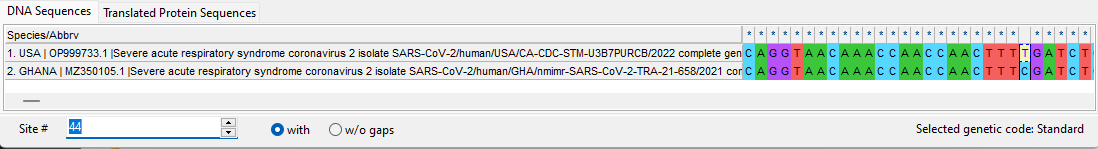 DNA Sequences Translated Protein Sequences
Species/Abbrv * * * * * * * * * * * * * * * * * * * * * * * * * * * *
1. USA | OP999733.1 |Severe acute respiratory syndrome coronavirus 2 isolate SARS-CoV-2/human/USA/CA-CDC-STM-U3B7PURCB/2022 complete gen C A G G T A A C A A A C C A A C C A A C T T T T G A T C T
2. GHANA | MZ350105.1 |Severe acute respiratory syndrome coronavirus 2 isolate SARS-CoV-2/human/GHA/nmimr-SARS-CoV-2-TRA-21-658/2021 com C A G G T A A C A A A C C A A C C A A C T T T C G A T C T
Site # 44 with w/o gaps Selected genetic code: Standard